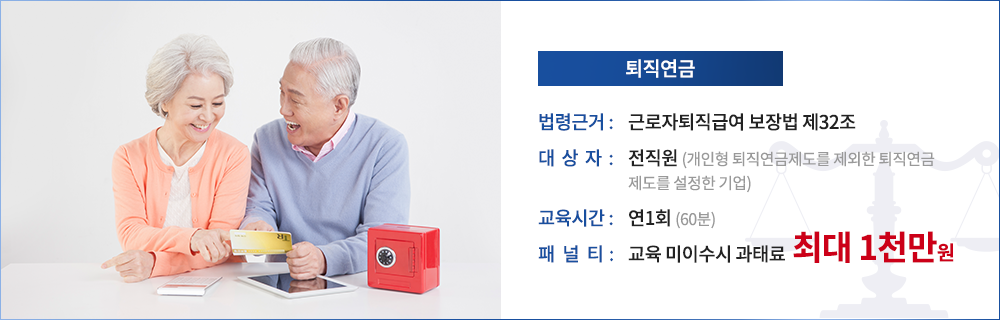 퇴직연금
법령근거 : 근로자퇴직급여 보장법 제32조
대 상 자 : 전직원 (개인형 퇴직연금제도를 제외한 퇴직연금
제도를 설정한 기업)
교육시간 : 연1회 (60분)
패 널 티 : 교육 미이수시 과태료 최대 1천만원